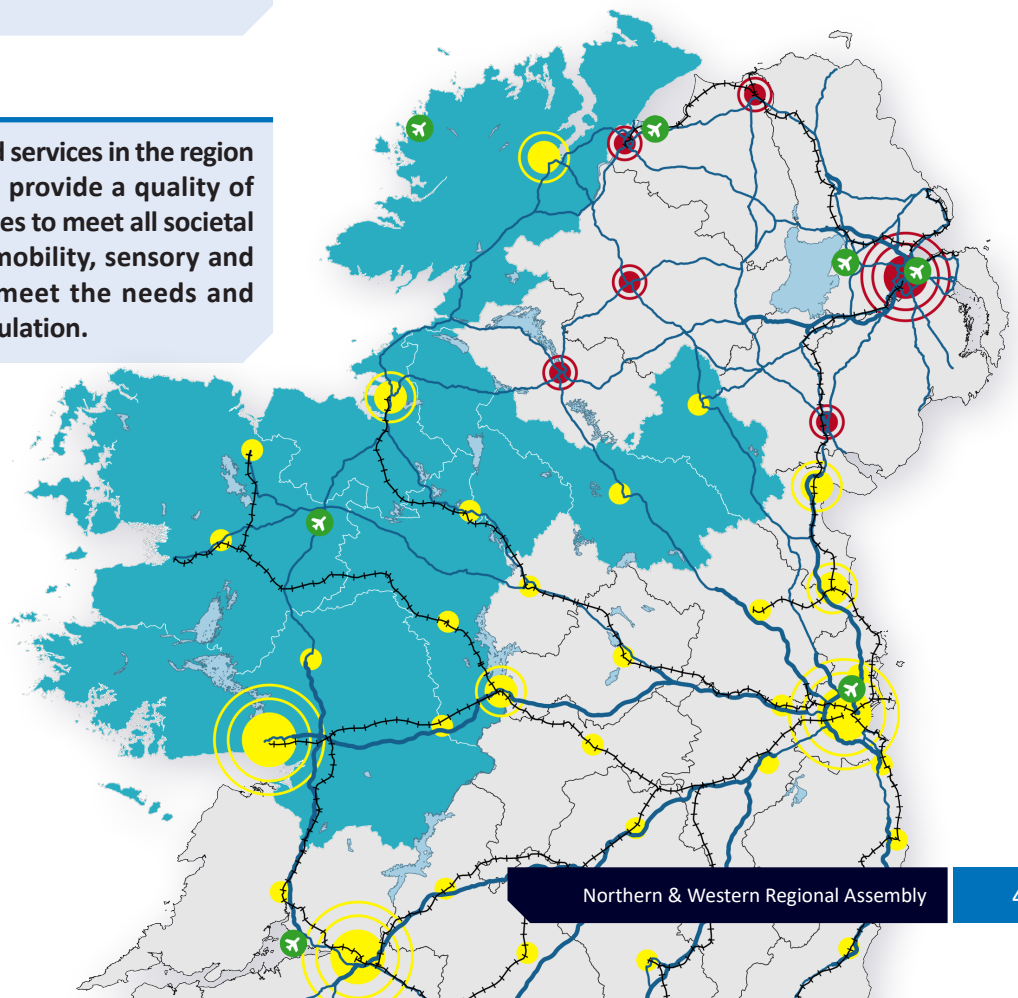 d services in the region
provide a quality of
es to meet all societal
mobility, sensory and
meet the needs and
ulation.
Northern & Western Regional Assembly
4